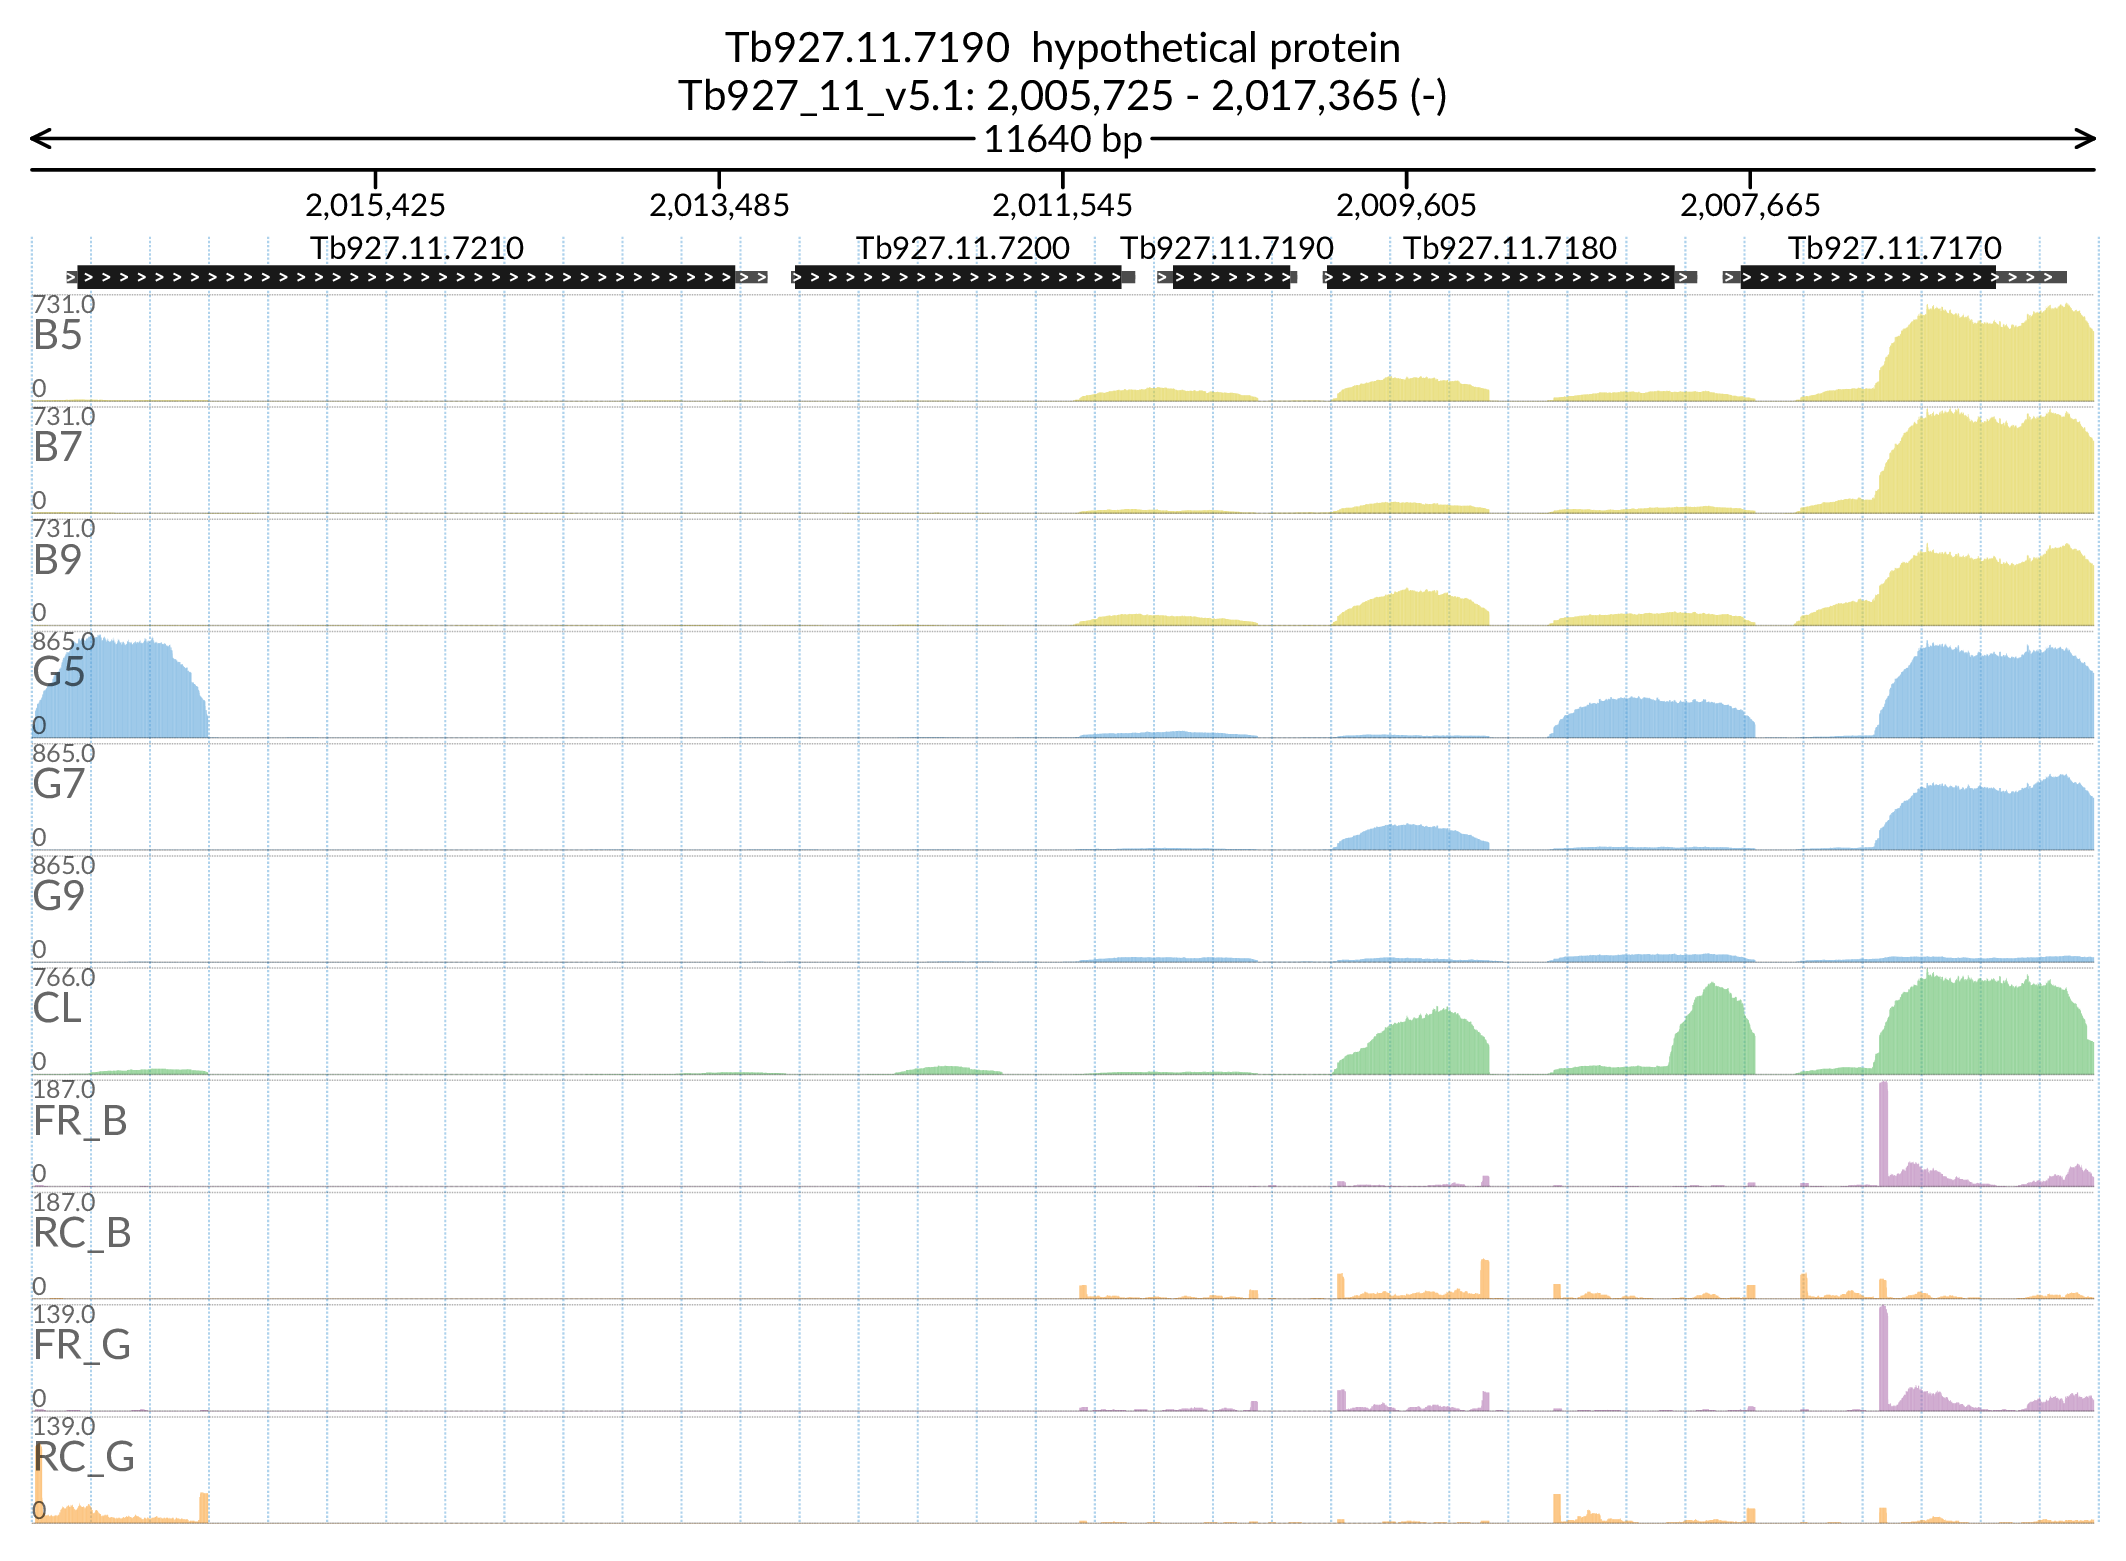 Tb927.11.7190 hypothetical protein
Tb927_11_v5.1: 2,005,725 - 2,017,365 (-)
11640 bp
2,015,425 2,013,485 2,011,545 2,009,605 2,007,665
Tb927.11.7210 Tb927.11.7200 Tb927.11.7190 Tb927.11.7180 Tb927.11.7170
731.0
B5
0
731.0
B7
0
731.0
B9
0
865.0
G5
0
865.0
G7
0
865.0
G9
0
766.0
CL
0
187.0
FR_B
0
187.0
RC_B
0
139.0
FR_G
0
139.0
RC_G
0